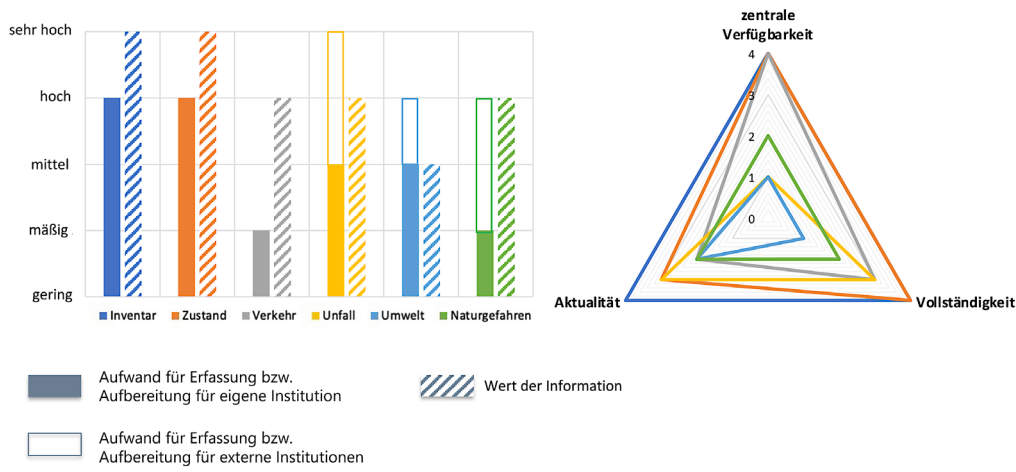 sehr hoch
hoch
mittel
mäßig
gering
Inventar Zustand Verkehr Unfall Umwelt Naturgefahren
zentrale
Verfügbarkeit
4
3
2
1
0
Aktualität
Vollständigkeit
Aufwand für Erfassung bzw.
Aufbereitung für eigene Institution
Wert der Information
Aufwand für Erfassung bzw.
Aufbereitung für externe Institutionen